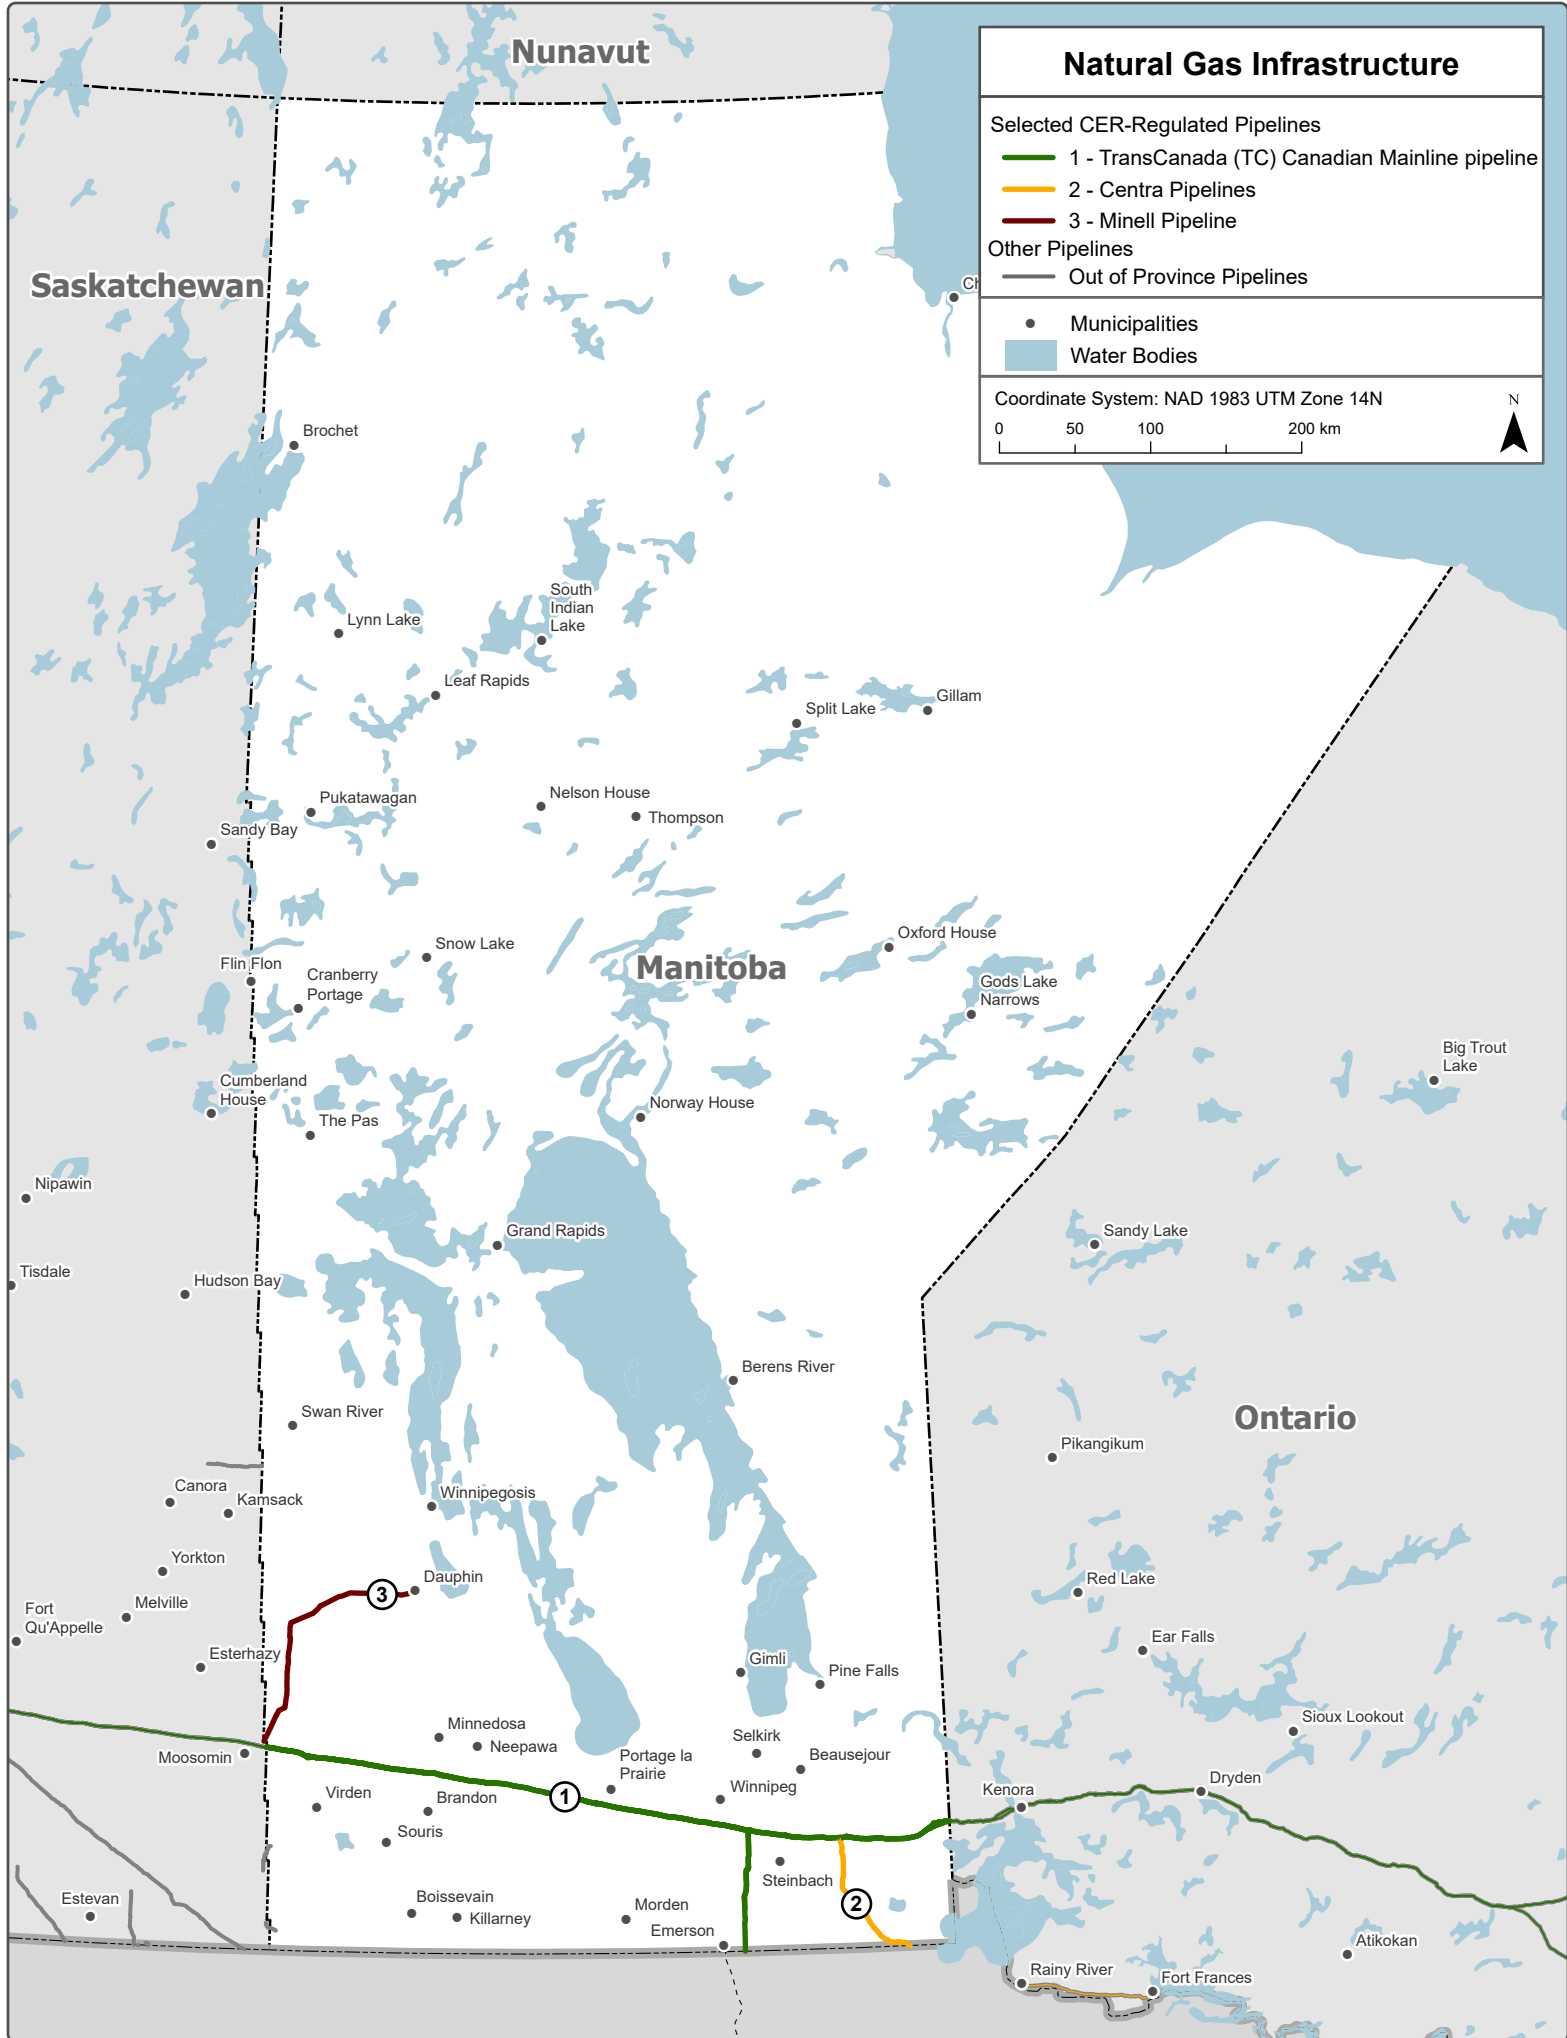 Nunavut
Natural Gas Infrastructure
Selected CER-Regulated Pipelines
1 - TransCanada (TC) Canadian Mainline pipeline
2 - Centra Pipelines
3 - Minell Pipeline
Other Pipelines
Out of Province Pipelines
Municipalities
Water Bodies
Coordinate System: NAD 1983 UTM Zone 14N
N
0 50 100 200 km
Saskatchewan
Ch
Brochet
South
Indian
Lake
Lynn Lake
Leaf Rapids
Gillam
Split Lake
Nelson House
Pukatawagan
Thompson
Sandy Bay
Oxford House
Snow Lake
Manitoba
Flin Flon
Cranberry
Portage
Gods Lake
Narrows
Big Trout
Lake
Cumberland
House
Norway House
The Pas
Nipawin
Grand Rapids
Sandy Lake
Tisdale
Hudson Bay
Berens River
Swan River
Ontario
Pikangikum
Canora
Winnipegosis
Kamsack
Yorkton
Dauphin
Red Lake
3
Melville
Fort
Qu'Appelle
Ear Falls
Esterhazy
Gimli
Pine Falls
Sioux Lookout
Minnedosa
Selkirk
Neepawa
Moosomin
Portage la
Prairie
Beausejour
Dryden
Winnipeg
Kenora
Virden
Brandon
1
Souris
Steinbach
Estevan
Boissevain
2
Morden
Killarney
Emerson
Atikokan
Rainy River
Fort Frances